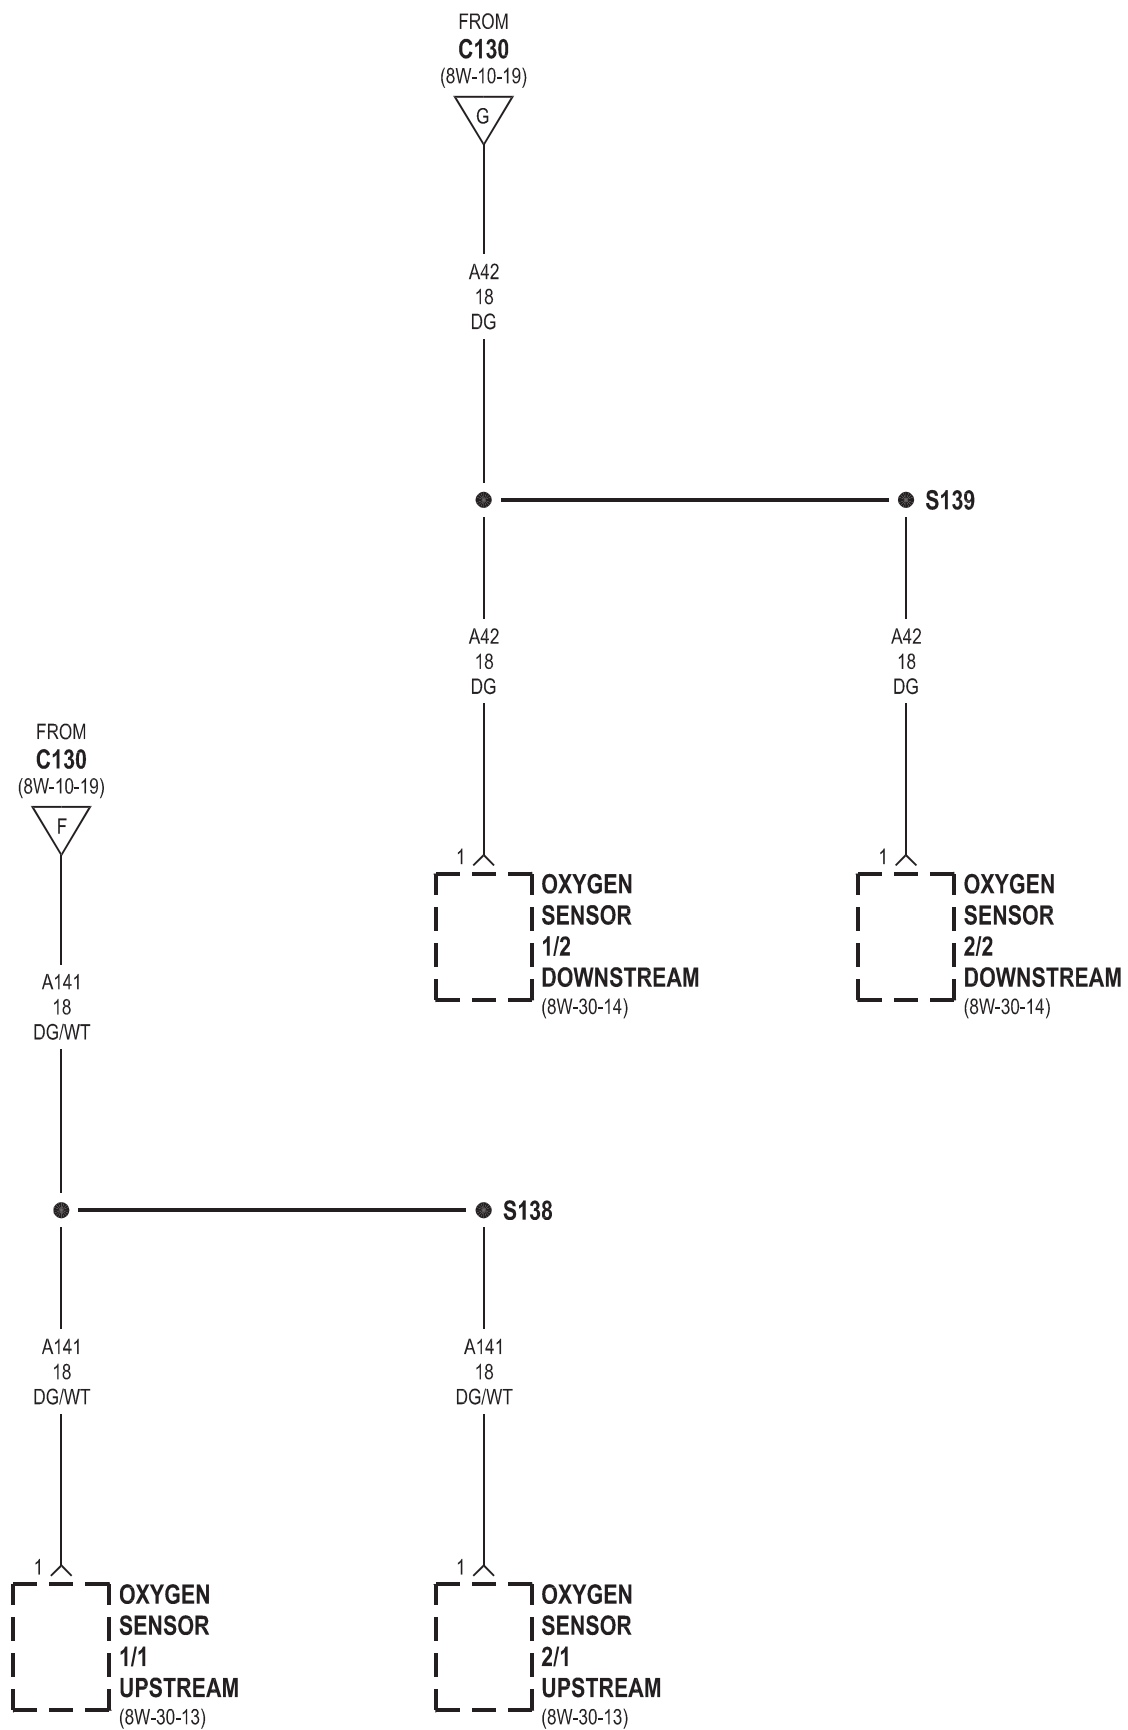 FROM
C130
(8W-10-19)
G
A42
18
DG
S139
A42
18
DG
A42
18
DG
FROM
C130
(8W-10-19)
F
1
OXYGEN
SENSOR
1/2
DOWNSTREAM
(8W-30-14)
1
OXYGEN
SENSOR
2/2
DOWNSTREAM
(8W-30-14)
A141
18
DG/WT
S138
A141
18
DG/WT
A141
18
DG/WT
1
OXYGEN
SENSOR
1/1
UPSTREAM
(8W-30-13)
1
OXYGEN
SENSOR
2/1
UPSTREAM
(8W-30-13)